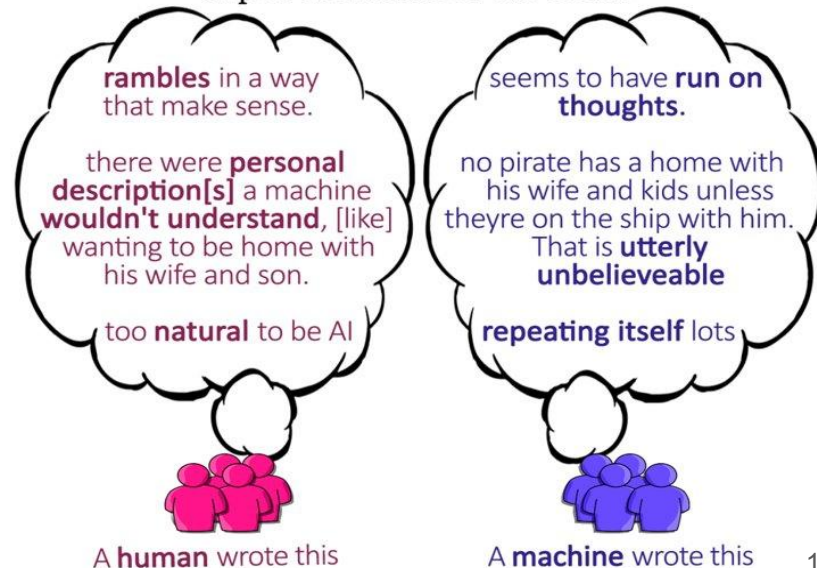 rambles in a way
that make sense.
there were personal
description[s] a machine
wouldn't understand, [like]
wanting to be home with
his wife and son.
too natural to be AI
A human wrote this
seems to have run on
thoughts.
no pirate has a home with
his wife and kids unless
theyre on the ship with him.
That is utterly
unbelieveable
repeating itself lots
A machine wrote this
1